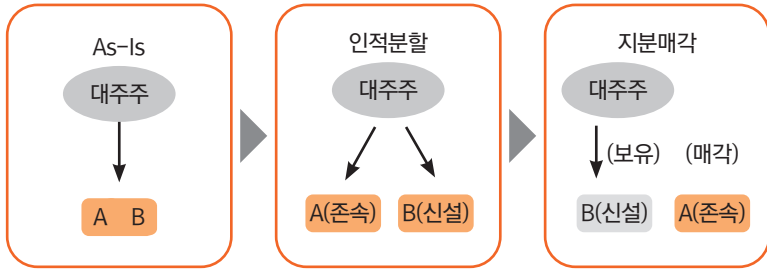 As-Is
대주주
A B
인적분할
대주주
A(존속) B(신설)
지분매각
대주주
(보유) (매각)
B(신설) A(존속)